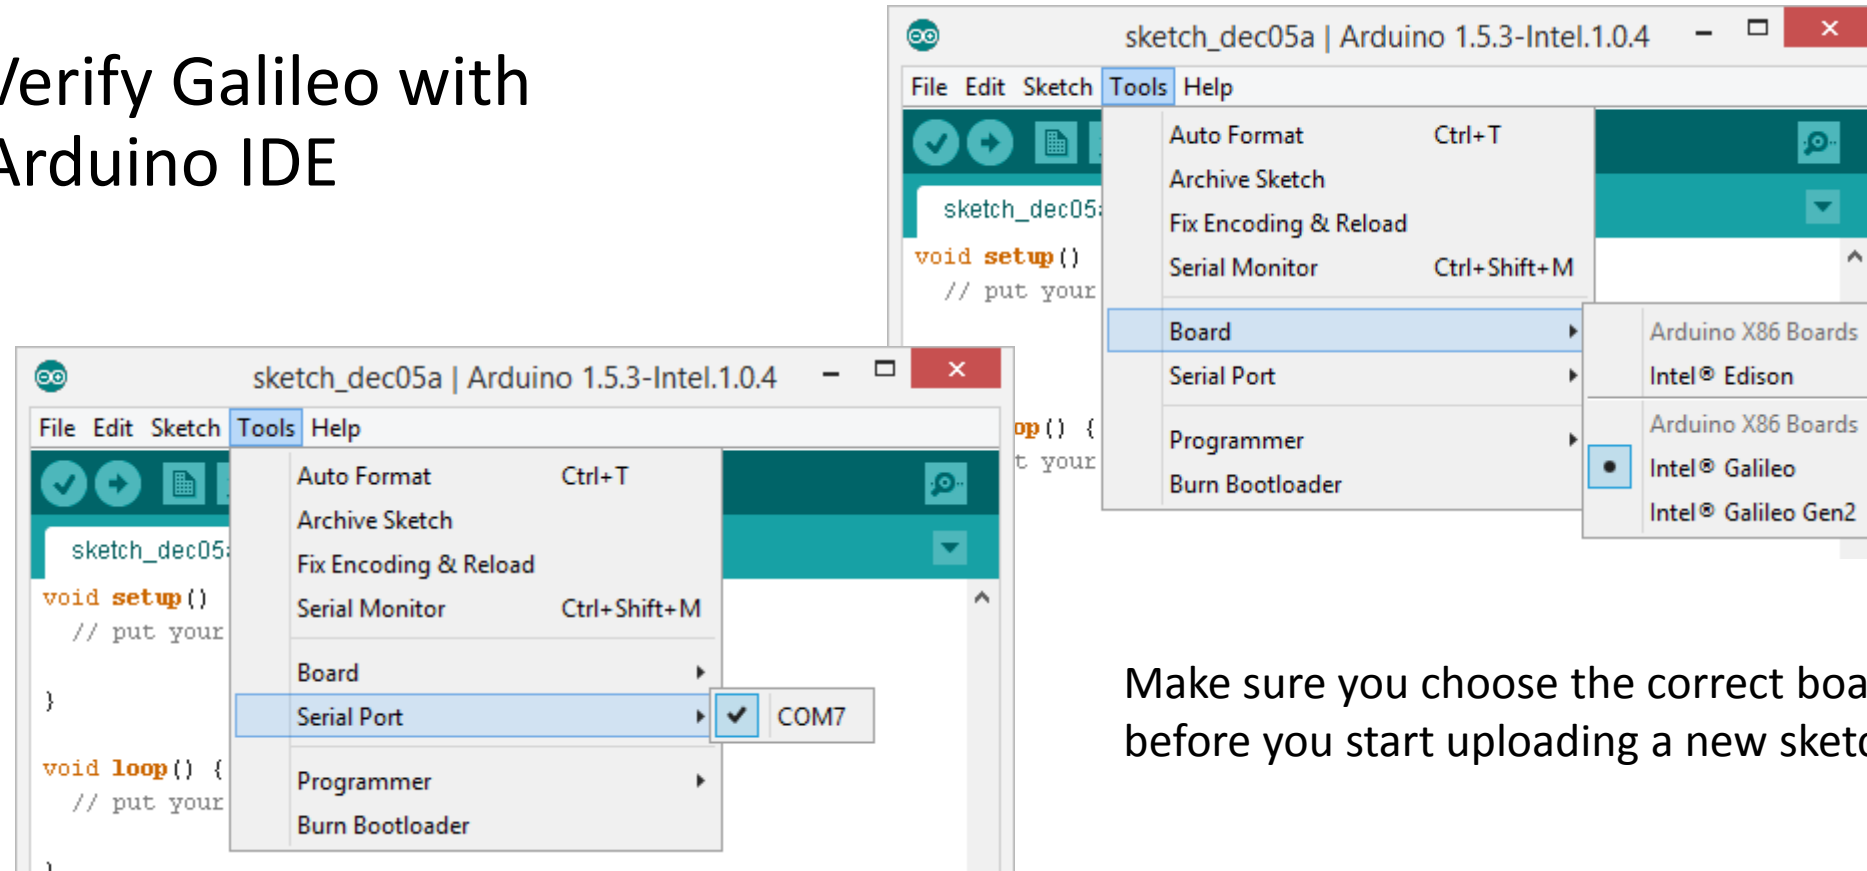 Verify Galileo with
Arduino IDE
sketch_dec05a | Arduino 1.5.3-Intel.1.0.4
File Edit Sketch Tools Help
Auto Format Ctrl+T
Archive Sketch
Fix Encoding & Reload
Serial Monitor Ctrl+Shift+M
Board
Serial Port
Programmer
Burn Bootloader
Arduino X86 Boards
Intel® Edison
Arduino X86 Boards
Intel® Galileo
Intel® Galileo Gen2
sketch_dec05a
void setup()
// put your
op() {
t your
sketch_dec05a | Arduino 1.5.3-Intel.1.0.4
File Edit Sketch Tools Help
Auto Format Ctrl+T
Archive Sketch
Fix Encoding & Reload
Serial Monitor Ctrl+Shift+M
Board
Serial Port
COM7
Programmer
Burn Bootloader
sketch_dec05a
void setup()
// put your
}
void loop() {
// put your
}
Make sure you choose the correct boa
before you start uploading a new sketc